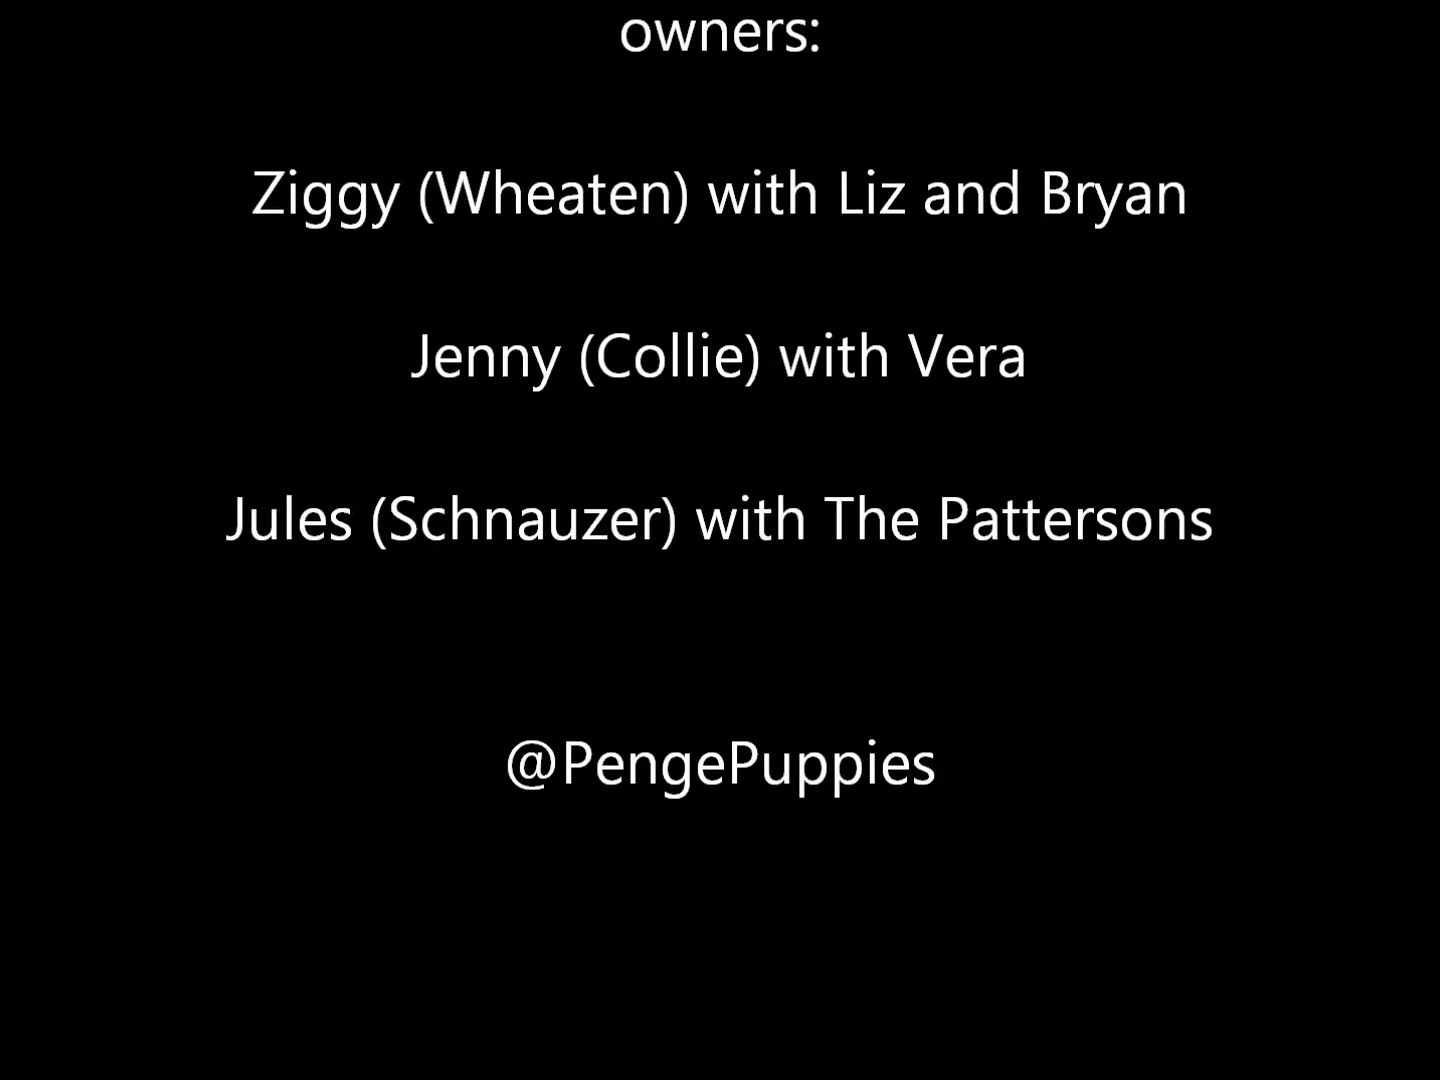 owners:
Ziggy (Wheaten) with Liz and Bryan
Jenny (Collie) with Vera
Jules (Schnauzer) with The Pattersons
@PengePuppies